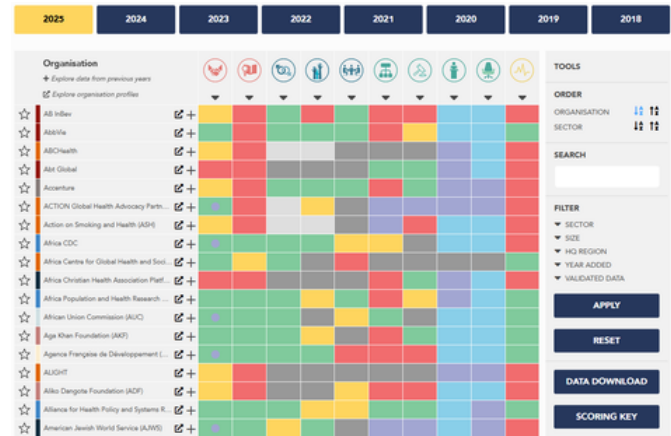 2025 2024 2023 2022 2021 2020 2019 2018
Organisation
+ Explore data from previous years
Explore organisation profiles
AB InBev
AbbVie
ABCHealth
Abt Global
Accenture
ACTION Global Health Advocacy Partn...
Action on Smoking and Health (ASH)
Africa CDC
Africa Centre for Global Health and Soci...
Africa Christian Health Association Platf...
Africa Population and Health Research ...
African Union Commission (AUC)
Aga Khan Foundation (AKF)
Agence Française de Développement (...
ALIGHT
Aliko Dangote Foundation (ADF)
Alliance for Health Policy and Systems R...
American Jewish World Service (AJWS)
TOOLS
ORDER
ORGANISATION
SECTOR
SEARCH
FILTER
SECTOR
SIZE
HQ REGION
YEAR ADDED
VALIDATED DATA
APPLY
RESET
DATA DOWNLOAD
SCORING KEY